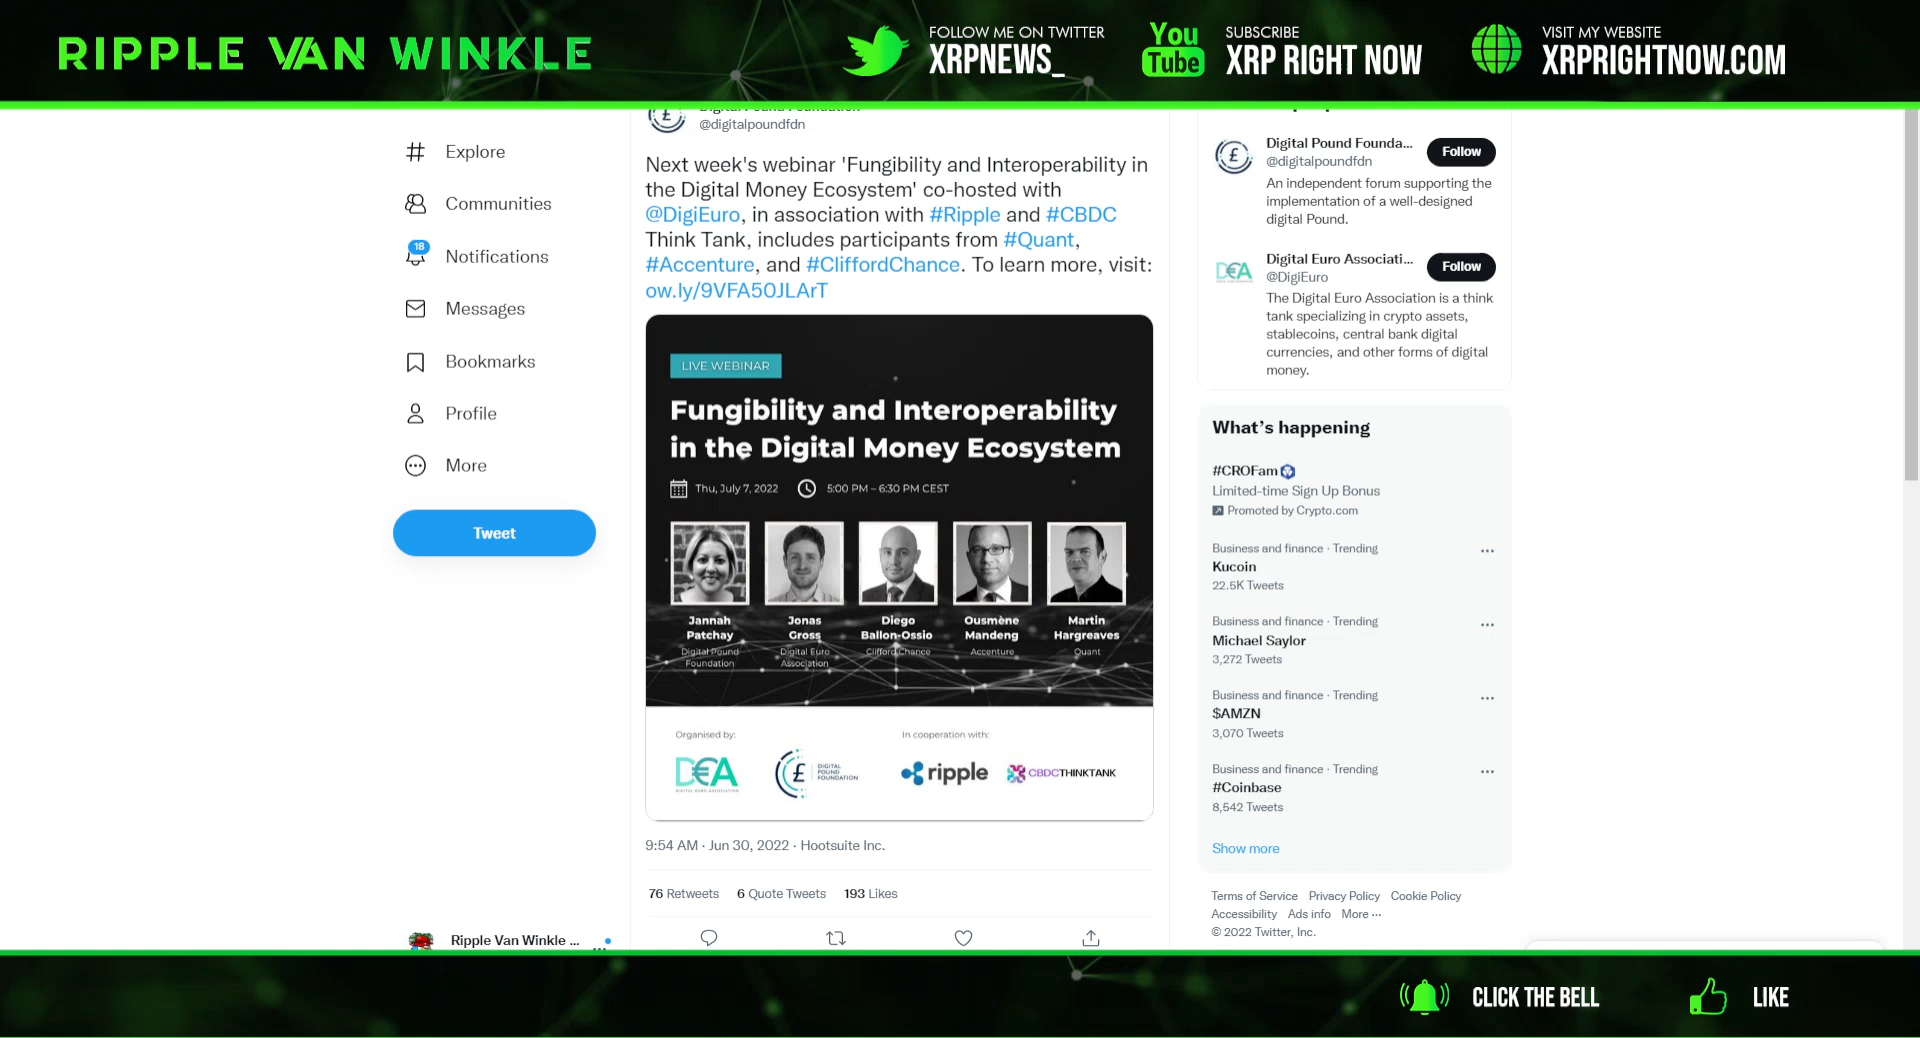 RIPPLE VAN WINKLE
FOLLOW ME ON TWITTER
XRPNEWS_
You
Tube
SUBSCRIBE
XRP RIGHT NOW
VISIT MY WEBSITE
XRPRIGHTNOW.COM
Explore
Communities
18
Notifications
Messages
Bookmarks
Profile
More
Tweet
Ripple Van Winkle ...
Digital Pound Foundation
@digitalpoundfdn
Next week's webinar 'Fungibility and Interoperability in
the Digital Money Ecosystem' co-hosted with
@DigiEuro, in association with #Ripple and #CBDC
Think Tank, includes participants from #Quant,
#Accenture, and #CliffordChance. To learn more, visit:
ow.ly/9VFA50JLArT
LIVE WEBINAR
Fungibility and Interoperability
in the Digital Money Ecosystem
Thu, July 7, 2022
5:00 PM – 6:30 PM CEST
Jannah
Patchay
Digital Pound
Foundation
Jonas
Gross
Digital Euro
Association
Diego
Ballon-Ossio
Clifford Chance
Ousmène
Mandeng
Accenture
Martin
Hargreaves
Quant
Organised by:
D€A
DIGITAL EURO ASSOCIATION
£
DIGITAL
POUND
FOUNDATION
In cooperation with:
ripple
CBDCTHINKTANK
9:54 AM · Jun 30, 2022 · Hootsuite Inc.
76 Retweets 6 Quote Tweets 193 Likes
Digital Pound Founda...
@digitalpoundfdn
Follow
An independent forum supporting the
implementation of a well-designed
digital Pound.
D€A
Digital Euro Associati...
@DigiEuro
Follow
The Digital Euro Association is a think
tank specializing in crypto assets,
stablecoins, central bank digital
currencies, and other forms of digital
money.
What's happening
#CROFam
Limited-time Sign Up Bonus
Promoted by Crypto.com
Business and finance · Trending
Kucoin
22.5K Tweets
Business and finance · Trending
Michael Saylor
3,272 Tweets
Business and finance · Trending
$AMZN
3,070 Tweets
Business and finance · Trending
#Coinbase
8,542 Tweets
Show more
Terms of Service Privacy Policy Cookie Policy
Accessibility Ads info More ···
© 2022 Twitter, Inc.
CLICK THE BELL
LIKE